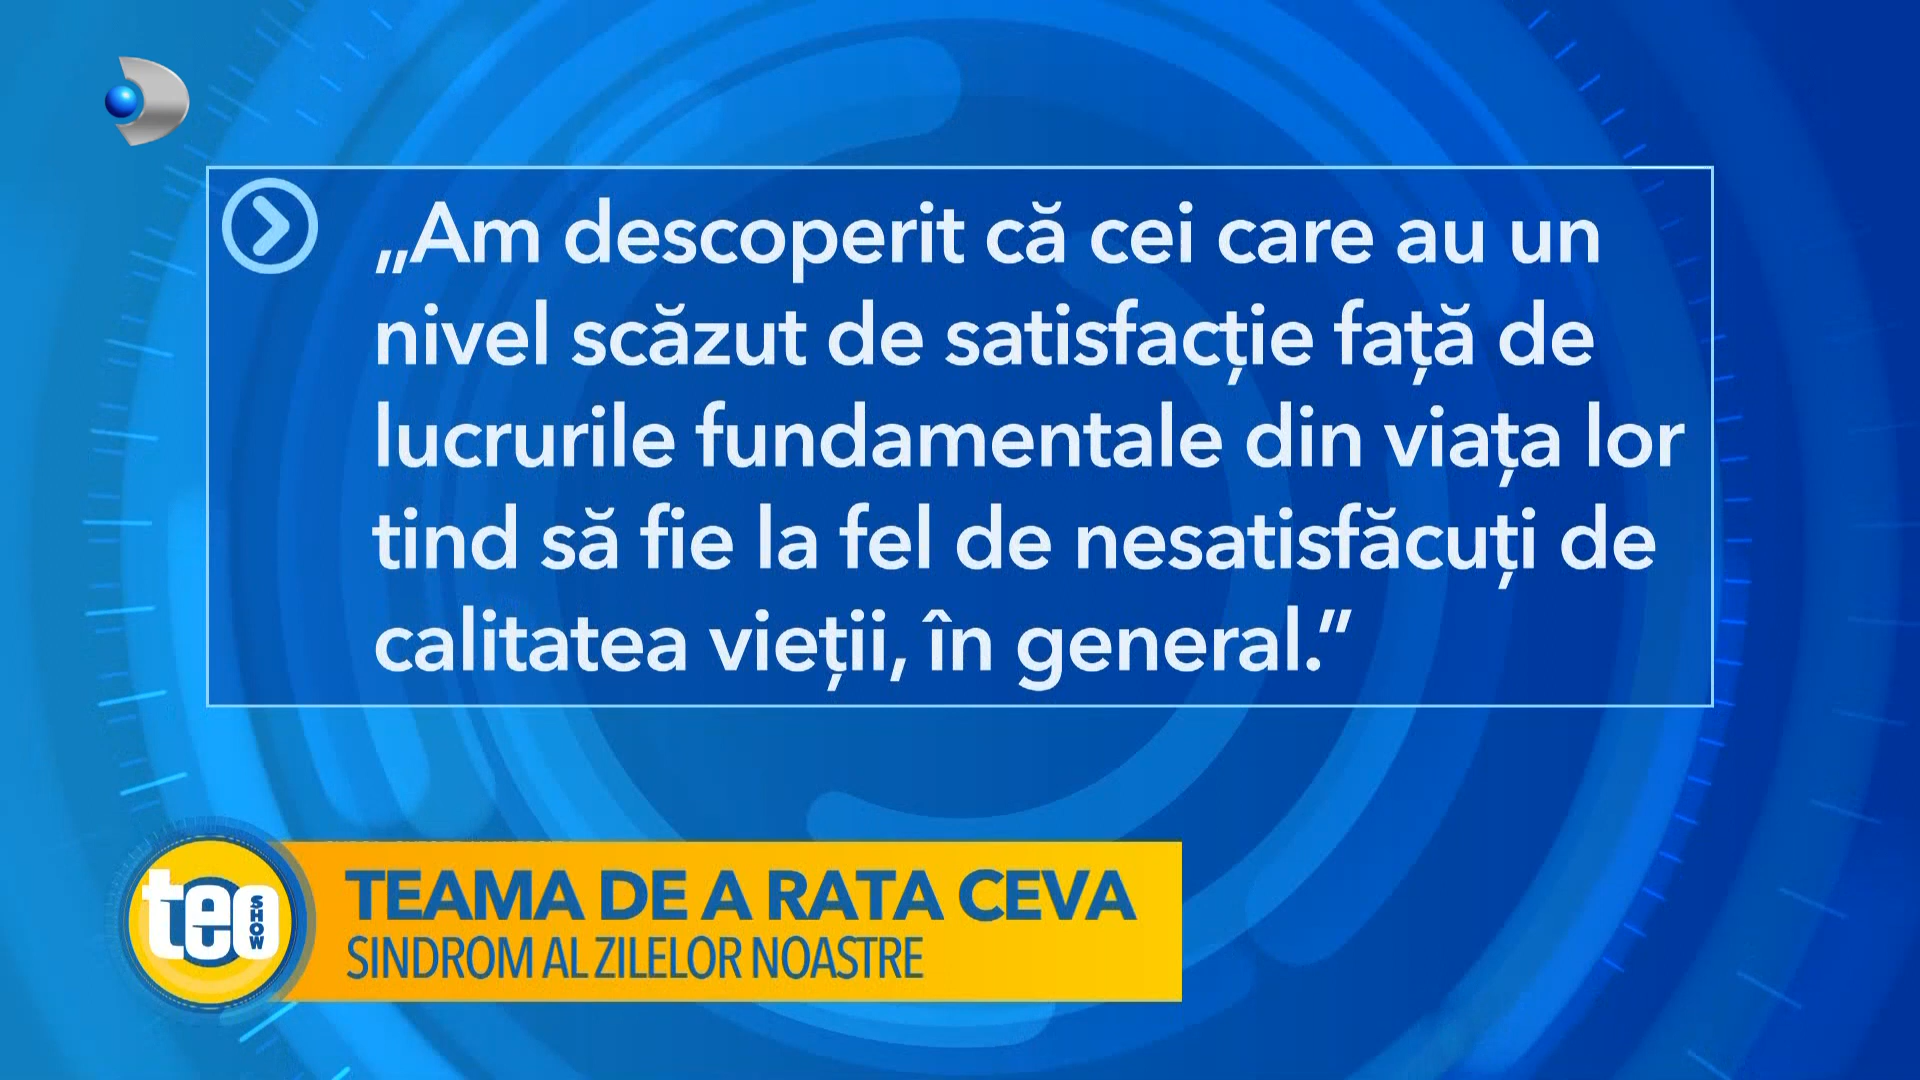 „Am descoperit că cei care au un
nivel scăzut de satisfacție față de
lucrurile fundamentale din viața lor
tind să fie la fel de nesatisfăcuți de
calitatea vieții, în general.”
teo
SHOW
TEAMA DE A RATA CEVA
SINDROM AL ZILELOR NOASTRE